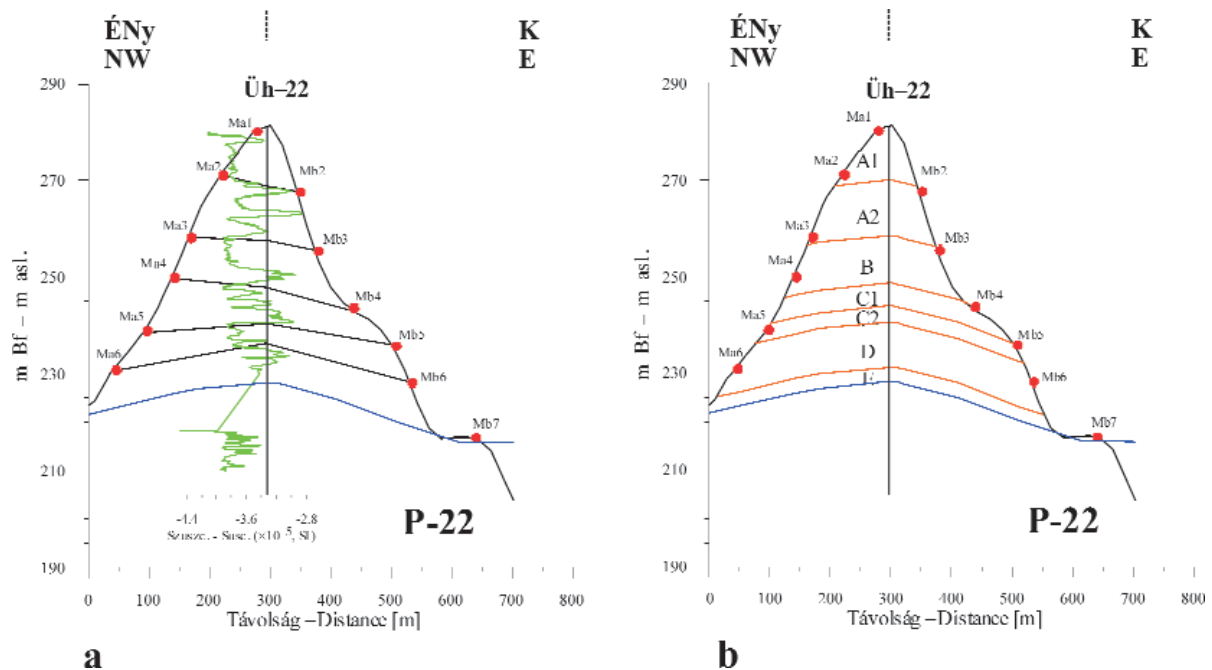 ÉNy
NW
K
E
Üh–22
290
270
250
230
210
190
m Bf – m asl.
Ma1
Ma2
Mb2
Ma3
Mb3
Ma4
Mb4
Ma5
Mb5
Ma6
Mb6
Mb7
-4.4 -3.6 -2.8
Szuszc. - Susc. (×10⁻⁵, SI)
P-22
0 100 200 300 400 500 600 700 800
Távolság –Distance [m]
a
ÉNy
NW
K
E
Üh–22
290
270
250
230
210
190
m Bf – m asl.
Ma1
A1
Ma2
Mb2
A2
Ma3
Mb3
Ma4
B
C1
Mb4
C2
Ma5
Mb5
D
Ma6
Mb6
E
Mb7
P-22
0 100 200 300 400 500 600 700 800
Távolság –Distance [m]
b